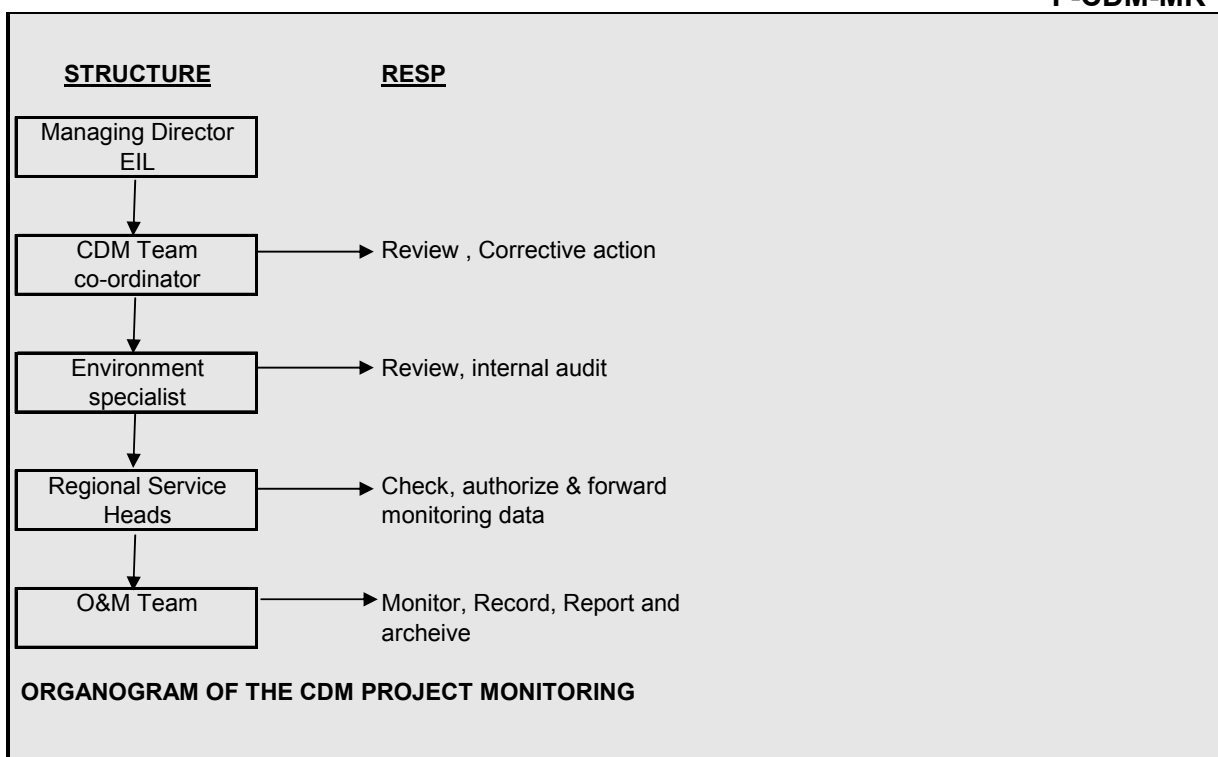 STRUCTURE RESP
Managing Director
EIL
CDM Team
co-ordinator
Review , Corrective action
Environment
specialist
Review, internal audit
Regional Service
Heads
Check, authorize & forward
monitoring data
O&M Team
Monitor, Record, Report and
archeive
ORGANOGRAM OF THE CDM PROJECT MONITORING